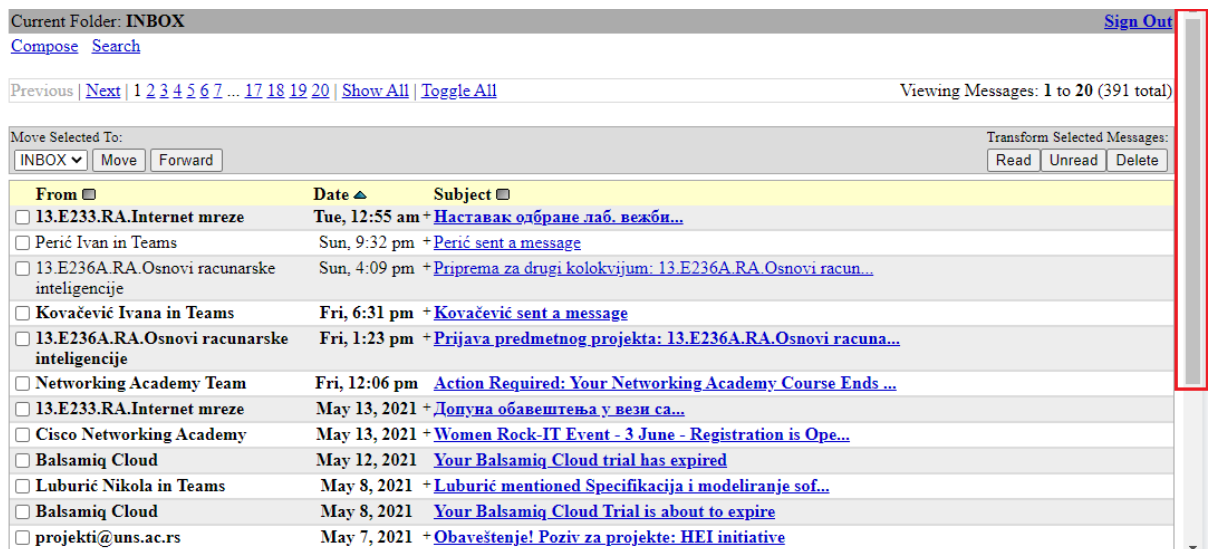 Current Folder: INBOX Sign Out
Compose Search
Previous | Next | 1 2 3 4 5 6 7 ... 17 18 19 20 | Show All | Toggle All Viewing Messages: 1 to 20 (391 total)
Move Selected To: Transform Selected Messages:
INBOX Move Forward Read Unread Delete
From Date Subject
13.E233.RA.Internet mreze Tue, 12:55 am + Наставак одбране лаб. вежби...
Perić Ivan in Teams Sun, 9:32 pm + Perić sent a message
13.E236A.RA.Osnovi racunarske Sun, 4:09 pm + Priprema za drugi kolokvijum: 13.E236A.RA.Osnovi racun...
inteligencije
Kovačević Ivana in Teams Fri, 6:31 pm + Kovačević sent a message
13.E236A.RA.Osnovi racunarske Fri, 1:23 pm + Prijava predmetnog projekta: 13.E236A.RA.Osnovi racuna...
inteligencije
Networking Academy Team Fri, 12:06 pm Action Required: Your Networking Academy Course Ends ...
13.E233.RA.Internet mreze May 13, 2021 + Допуна обавештења у вези са...
Cisco Networking Academy May 13, 2021 + Women Rock-IT Event - 3 June - Registration is Ope...
Balsamiq Cloud May 12, 2021 Your Balsamiq Cloud trial has expired
Luburić Nikola in Teams May 8, 2021 + Luburić mentioned Specifikacija i modeliranje sof...
Balsamiq Cloud May 8, 2021 Your Balsamiq Cloud Trial is about to expire
projekti@uns.ac.rs May 7, 2021 + Obaveštenje! Poziv za projekte: HEI initiative